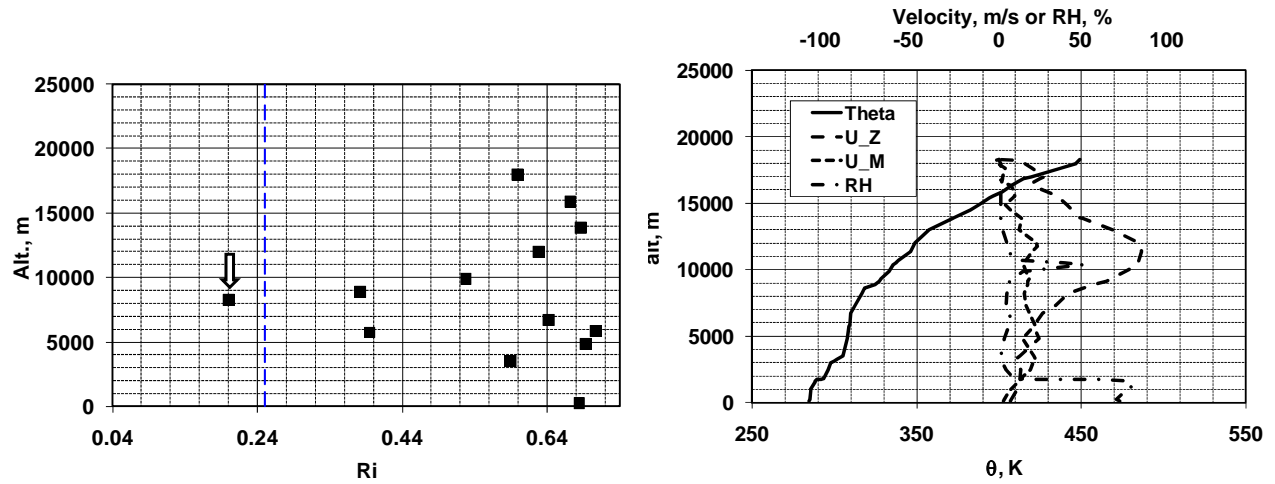 25000
20000
15000
10000
5000
0
Alt., m
0.04 0.24 0.44 0.64
Ri
Velocity, m/s or RH, %
-100 -50 0 50 100
25000
20000
15000
10000
5000
0
alt, m
Theta
U_Z
U_M
RH
250 350 450 550
θ, K